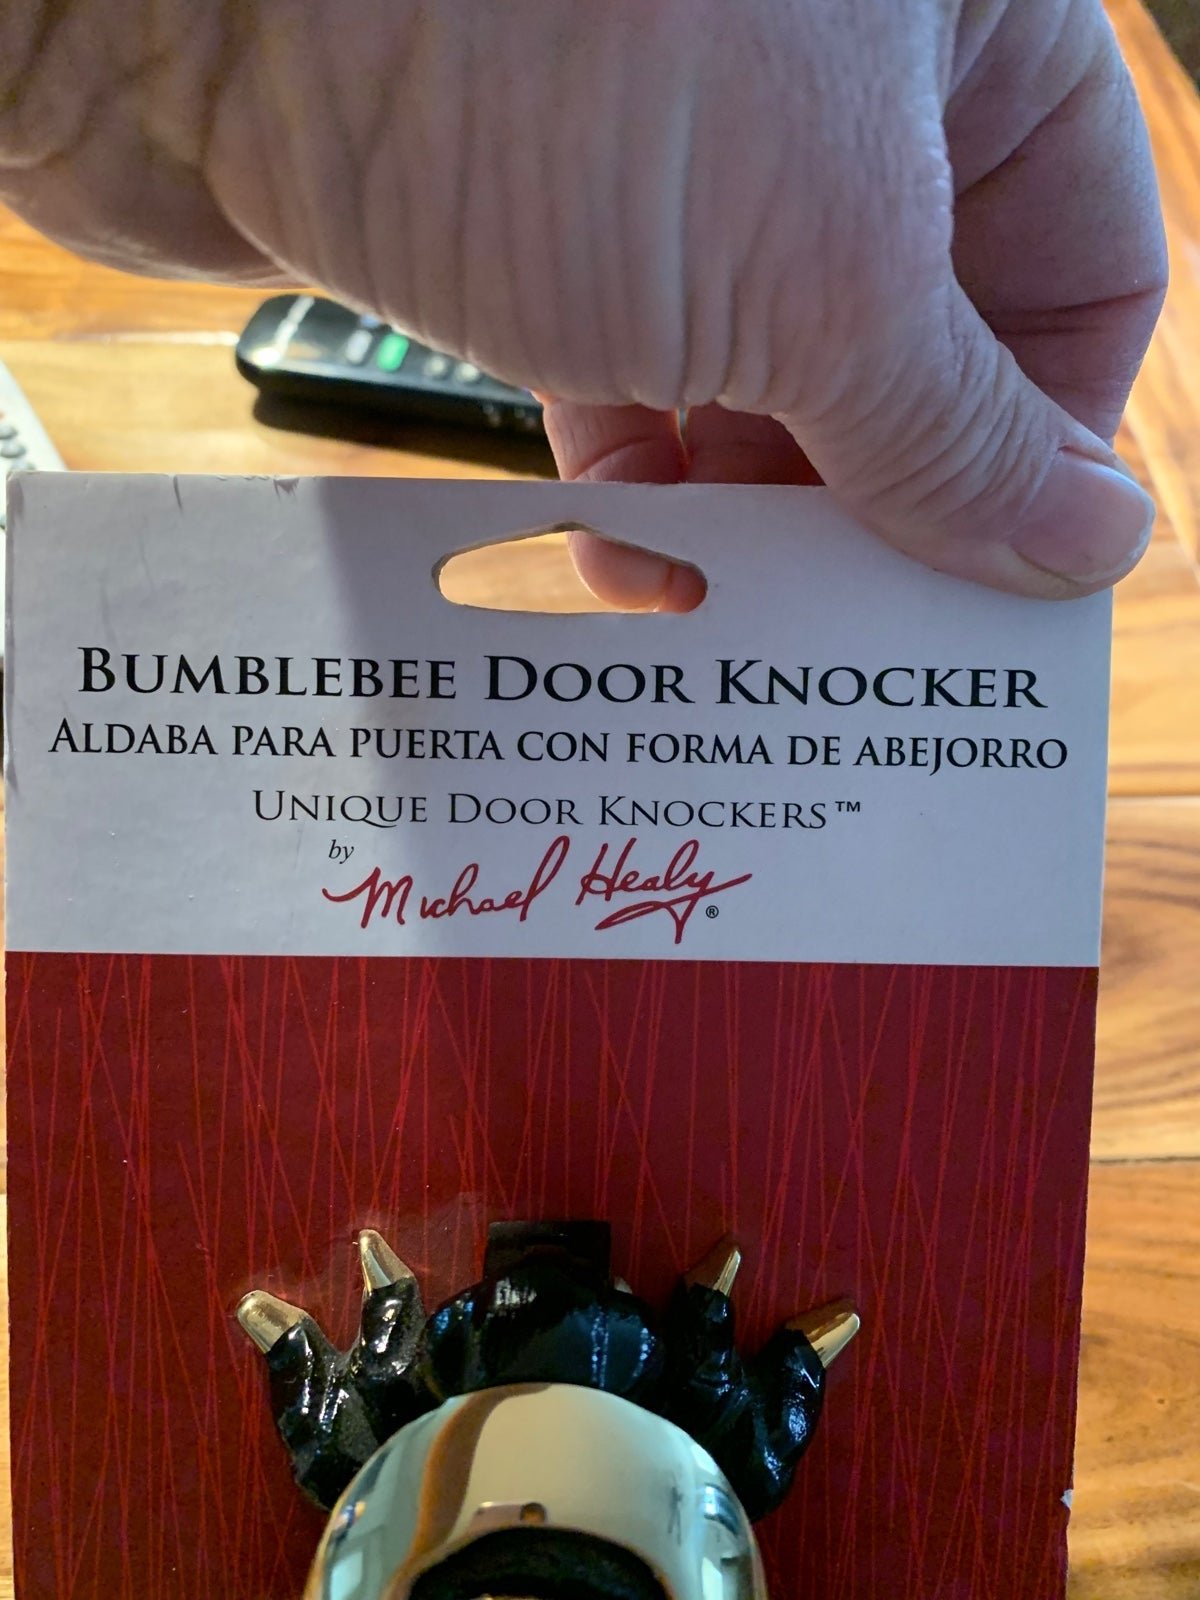 BUMBLEBEE DOOR KNOCKER
ALDABA PARA PUERTA CON FORMA DE ABEJORRO
UNIQUE DOOR KNOCKERS™
by
Michael Healy®